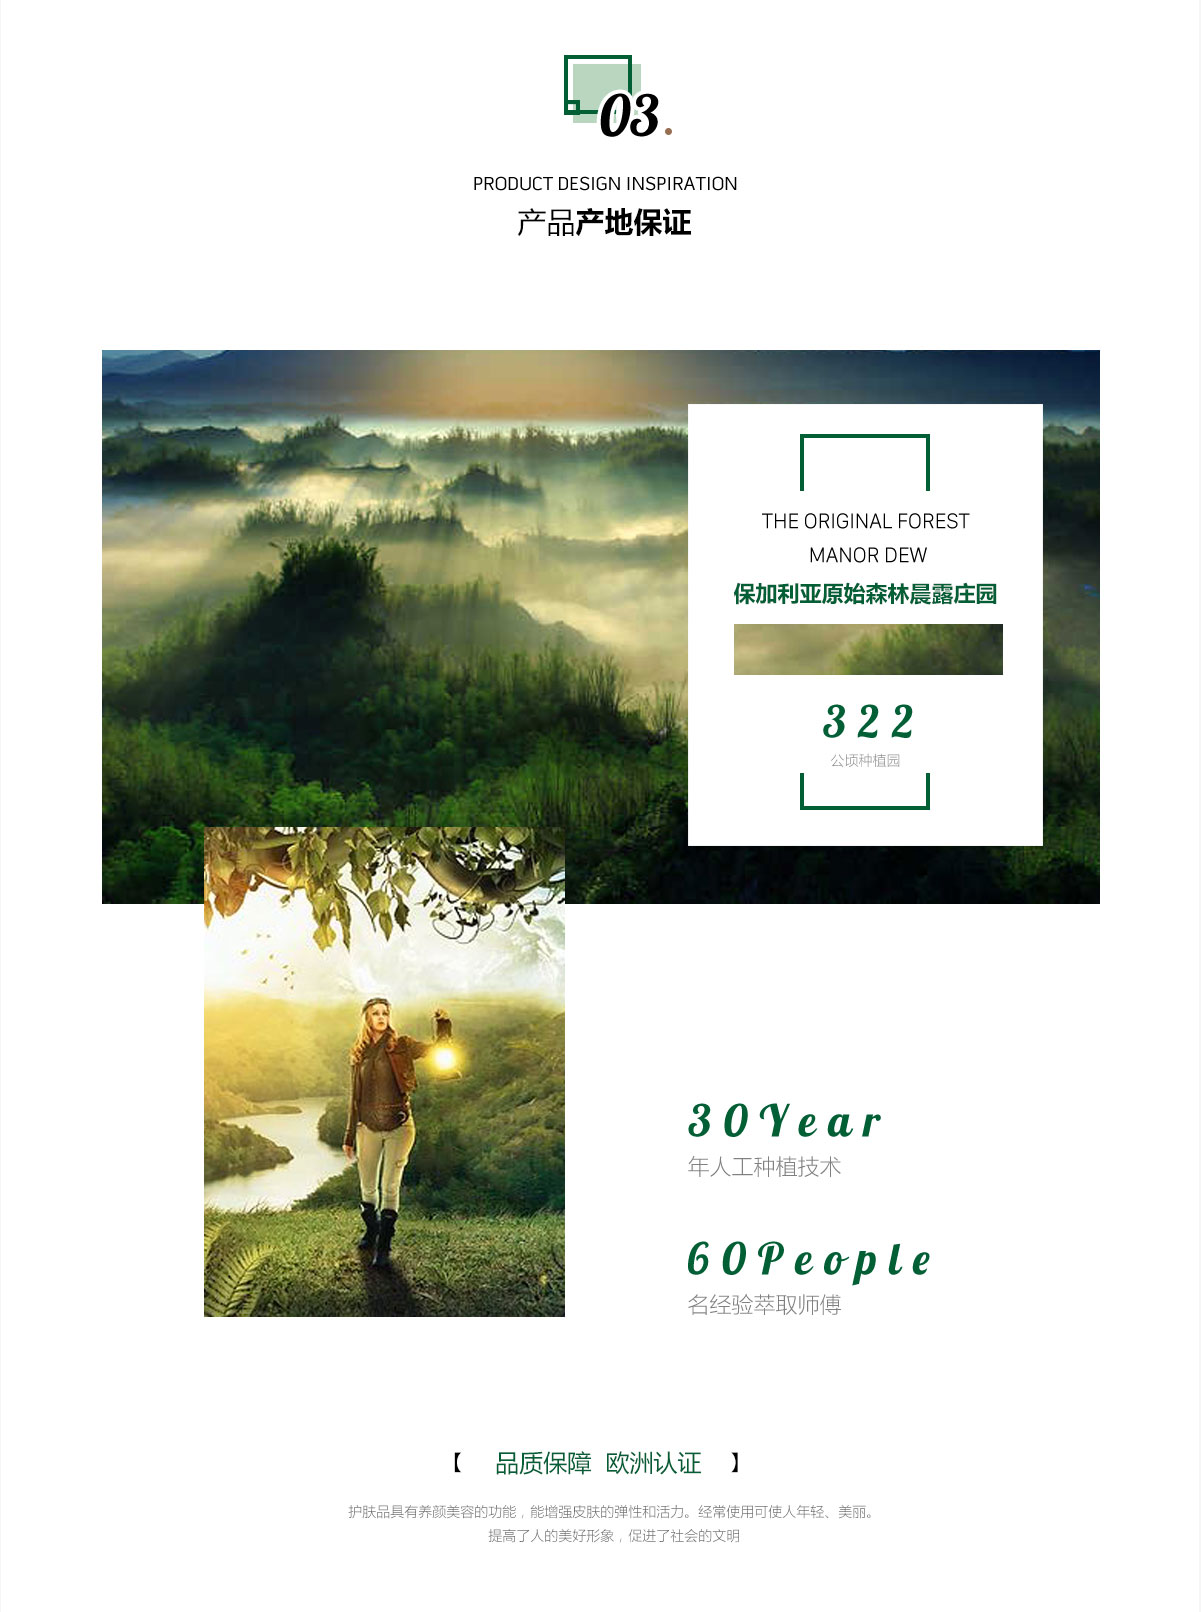 03.
PRODUCT DESIGN INSPIRATION
产品产地保证
THE ORIGINAL FOREST
MANOR DEW
保加利亚原始森林晨露庄园
322
公顷种植园
30Year
年人工种植技术
60People
名经验萃取师傅
【 品质保障 欧洲认证 】
护肤品具有养颜美容的功能，能增强皮肤的弹性和活力。经常使用可使人年轻、美丽。
提高了人的美好形象，促进了社会的文明